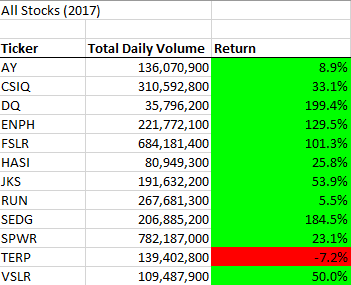 All Stocks (2017)
Ticker Total Daily Volume Return
AY 136,070,900 8.9%
CSIQ 310,592,800 33.1%
DQ 35,796,200 199.4%
ENPH 221,772,100 129.5%
FSLR 684,181,400 101.3%
HASI 80,949,300 25.8%
JKS 191,632,200 53.9%
RUN 267,681,300 5.5%
SEDG 206,885,200 184.5%
SPWR 782,187,000 23.1%
TERP 139,402,800 -7.2%
VSLR 109,487,900 50.0%